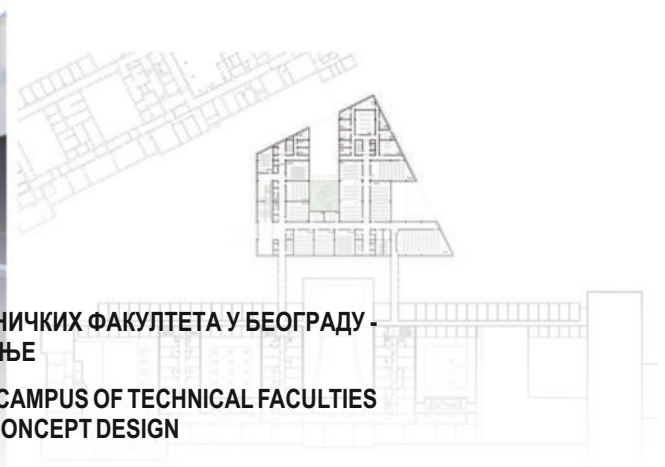 НИЧКИХ ФАКУЛТЕТА У БЕОГРАДУ -
ЊЕ
CAMPUS OF TECHNICAL FACULTIES
ONCEPT DESIGN